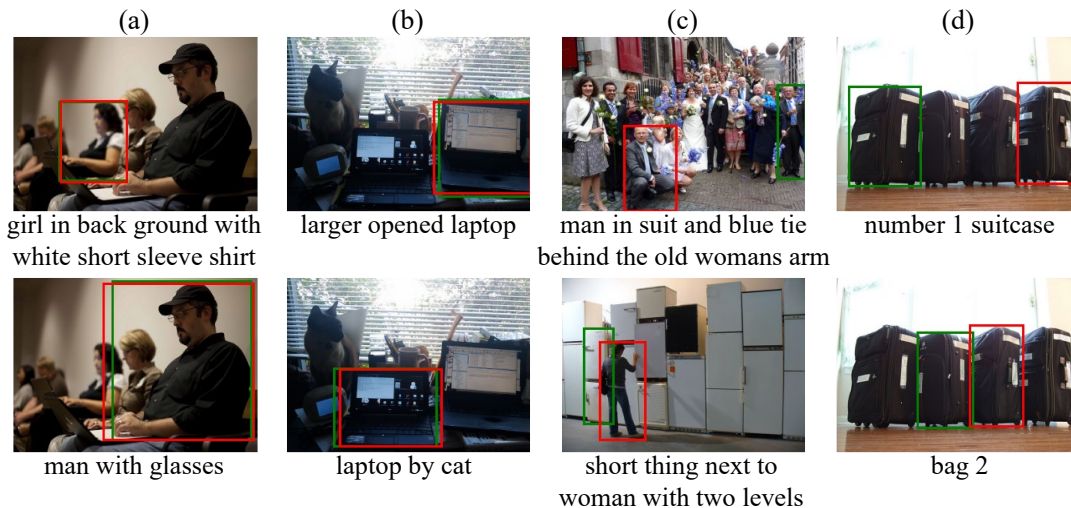 (a)
(b)
(c)
(d)
girl in back ground with
white short sleeve shirt
larger opened laptop
man in suit and blue tie
behind the old womans arm
number 1 suitcase
man with glasses
laptop by cat
short thing next to
woman with two levels
bag 2